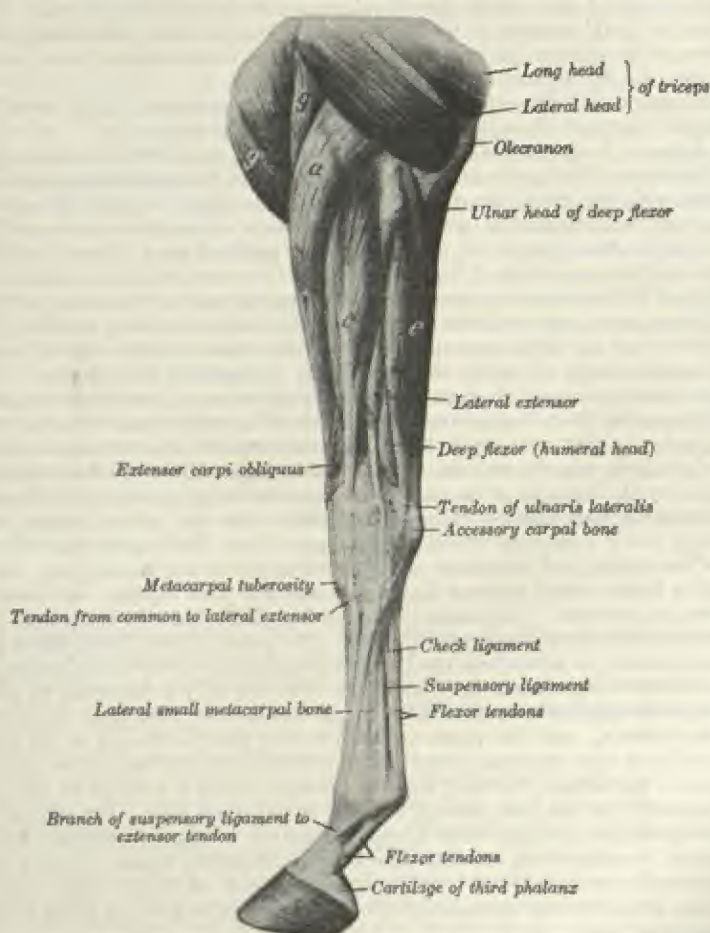 Long head
of triceps
Lateral head
Olecranon
g
g'
a
Ulnar head of deep flexor
c
e
Lateral extensor
Deep flexor (humeral head)
Extensor carpi obliquus
Tendon of ulnaris lateralis
Accessory carpal bone
Metacarpal tuberosity
Tendon from common to lateral extensor
Check ligament
Suspensory ligament
Lateral small metacarpal bone
Flexor tendons
Branch of suspensory ligament to
extensor tendon
Flexor tendons
Cartilage of third phalanx